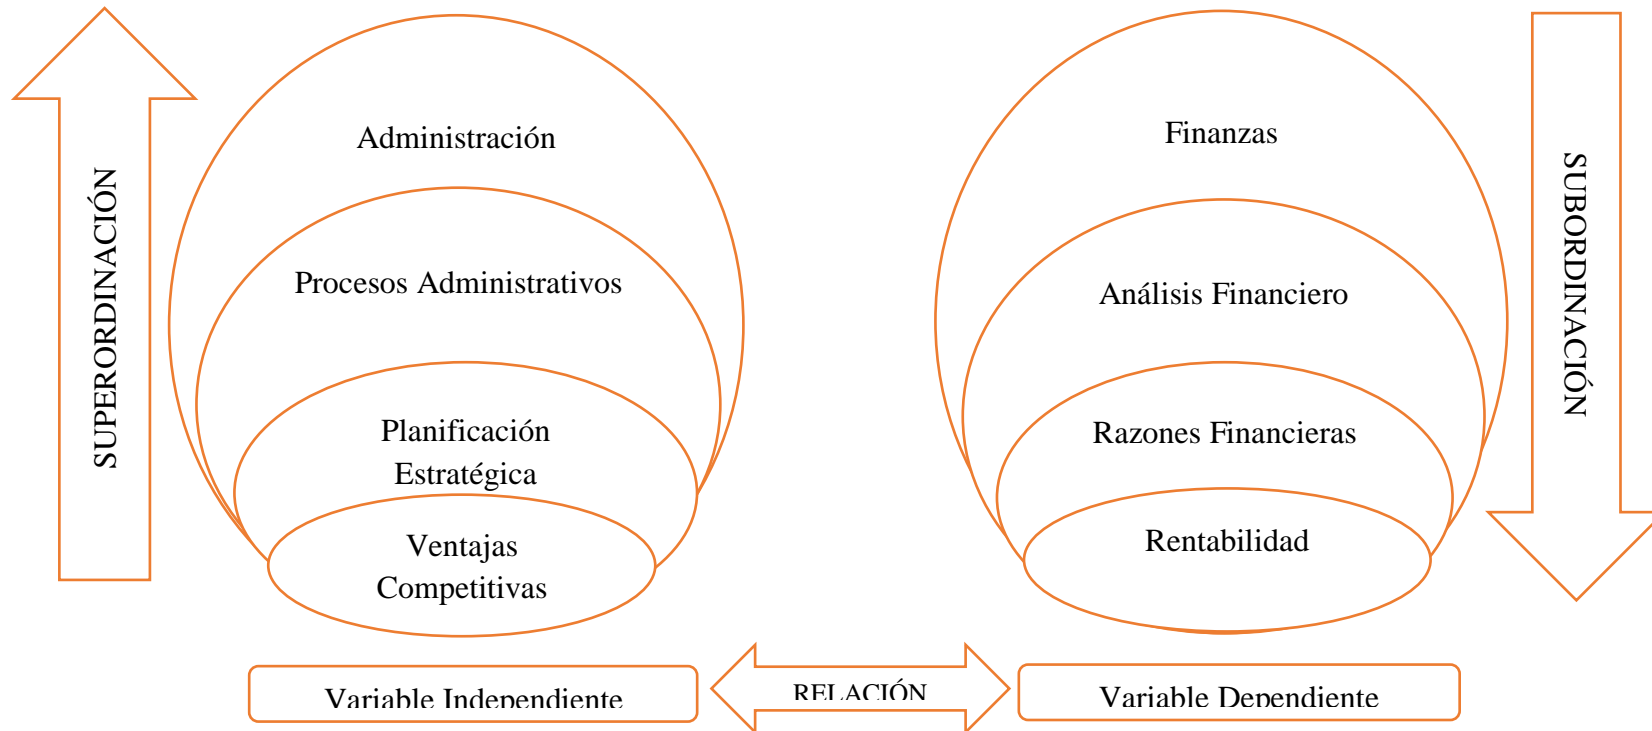 SUPERORDINACIÓN
Administración
Procesos Administrativos
Planificación
Estratégica
Ventajas
Competitivas
Variable Independiente
RELACIÓN
Finanzas
Análisis Financiero
Razones Financieras
Rentabilidad
Variable Dependiente
SUBORDINACIÓN